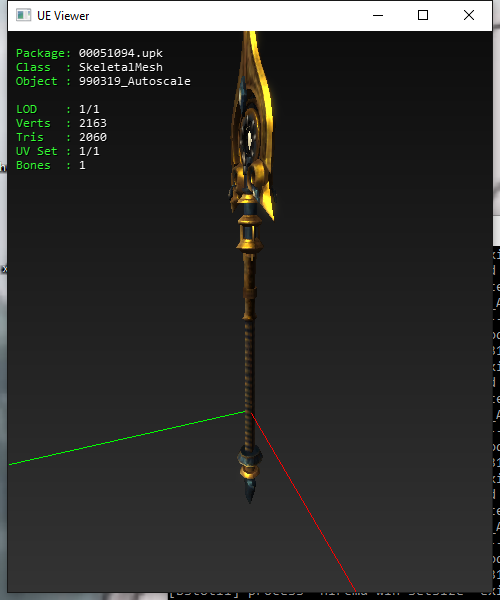 UE Viewer
Package: 00051094.upk
Class : SkeletalMesh
Object : 990319_Autoscale
LOD : 1/1
Verts : 2163
Tris : 2060
UV Set : 1/1
Bones : 1